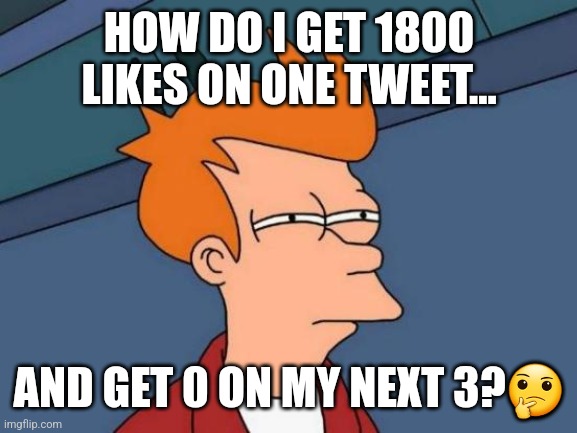 HOW DO I GET 1800
LIKES ON ONE TWEET...
AND GET 0 ON MY NEXT 3?🤔
imgflip.com